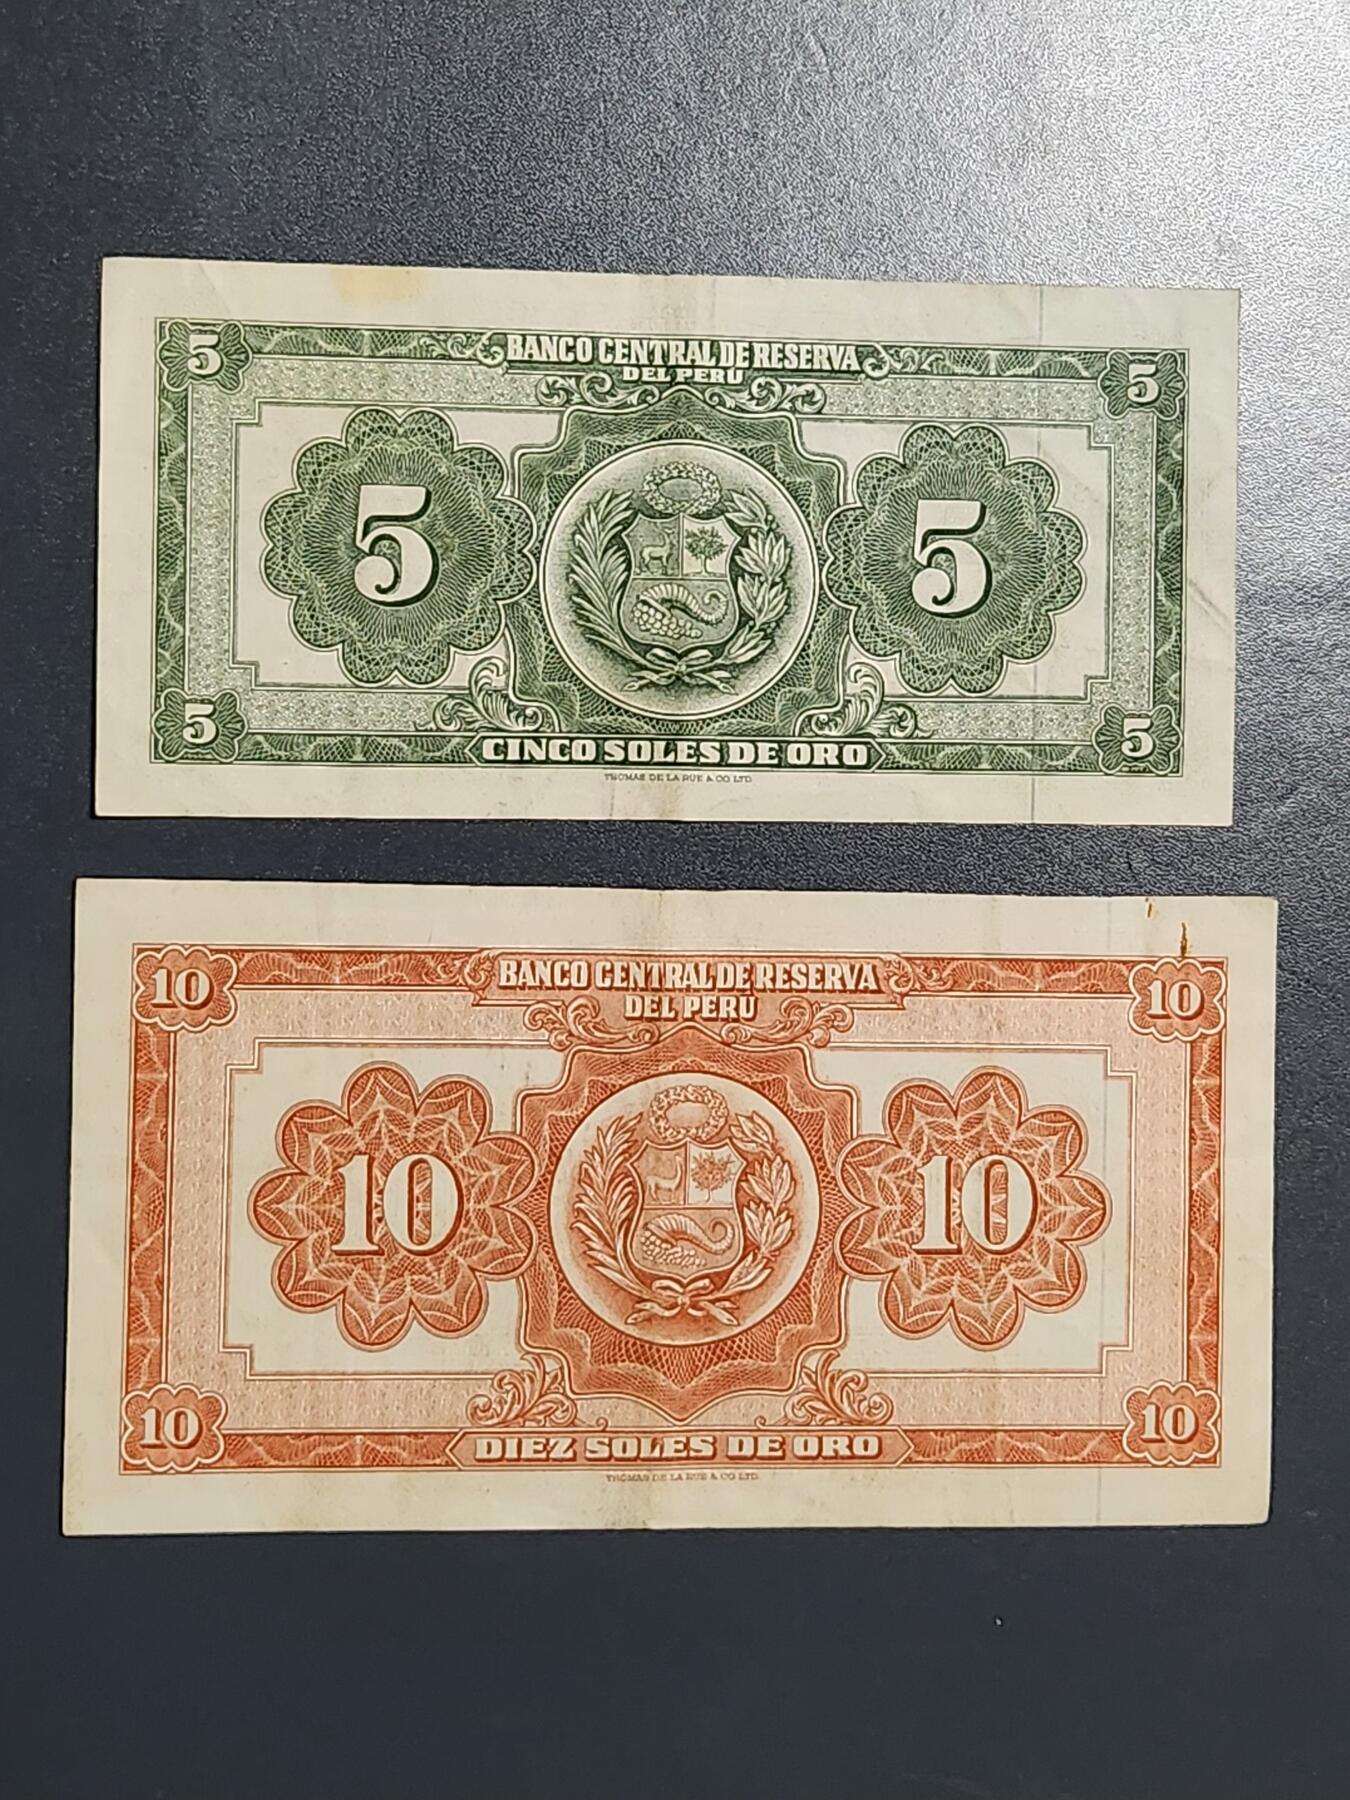 5 BANCO CENTRAL DE RESERVA 5
DEL PERU
5 5
5 CINCO SOLES DE ORO 5
THOMAS DE LA RUE & CO. LTD.
10 BANCO CENTRAL DE RESERVA 10
DEL PERU
10 10
10 DIEZ SOLES DE ORO 10
THOMAS DE LA RUE & CO. LTD.